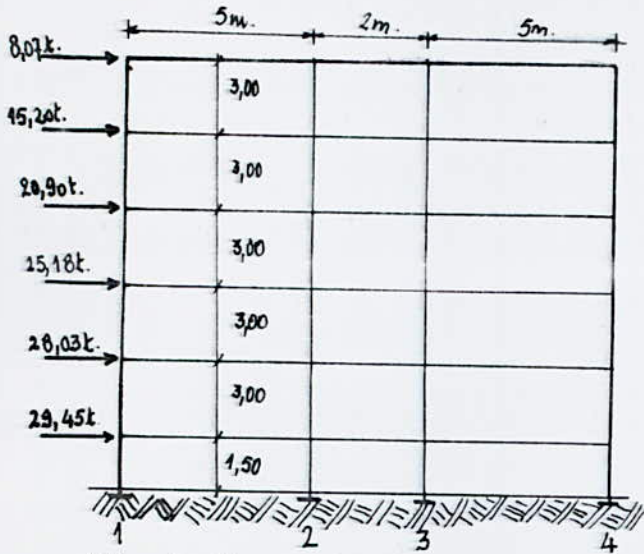 5m. 2m. 5m.
8,07t.
3,00
15,20t.
3,00
20,90t.
3,00
25,18t.
3,00
28,03t.
3,00
29,45t.
1,50
1 2 3 4